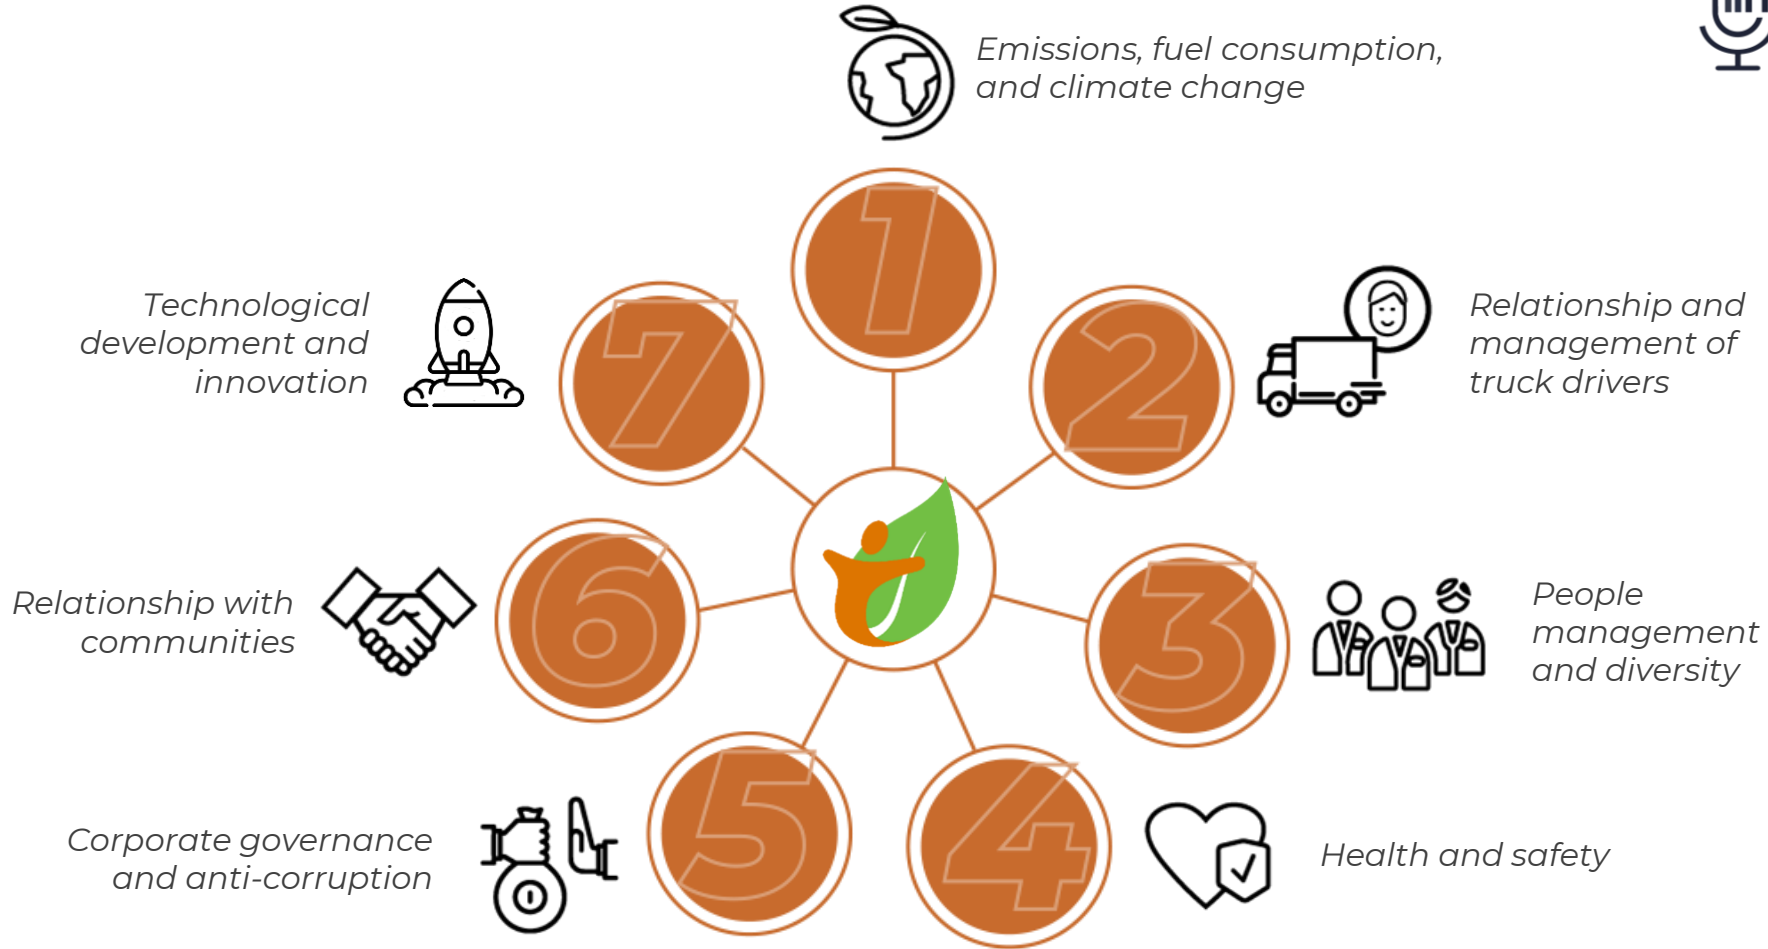 Emissions, fuel consumption,
and climate change
1
2
Relationship and
management of
truck drivers
3
People
management
and diversity
4
Health and safety
5
Corporate governance
and anti-corruption
6
Relationship with
communities
7
Technological
development and
innovation